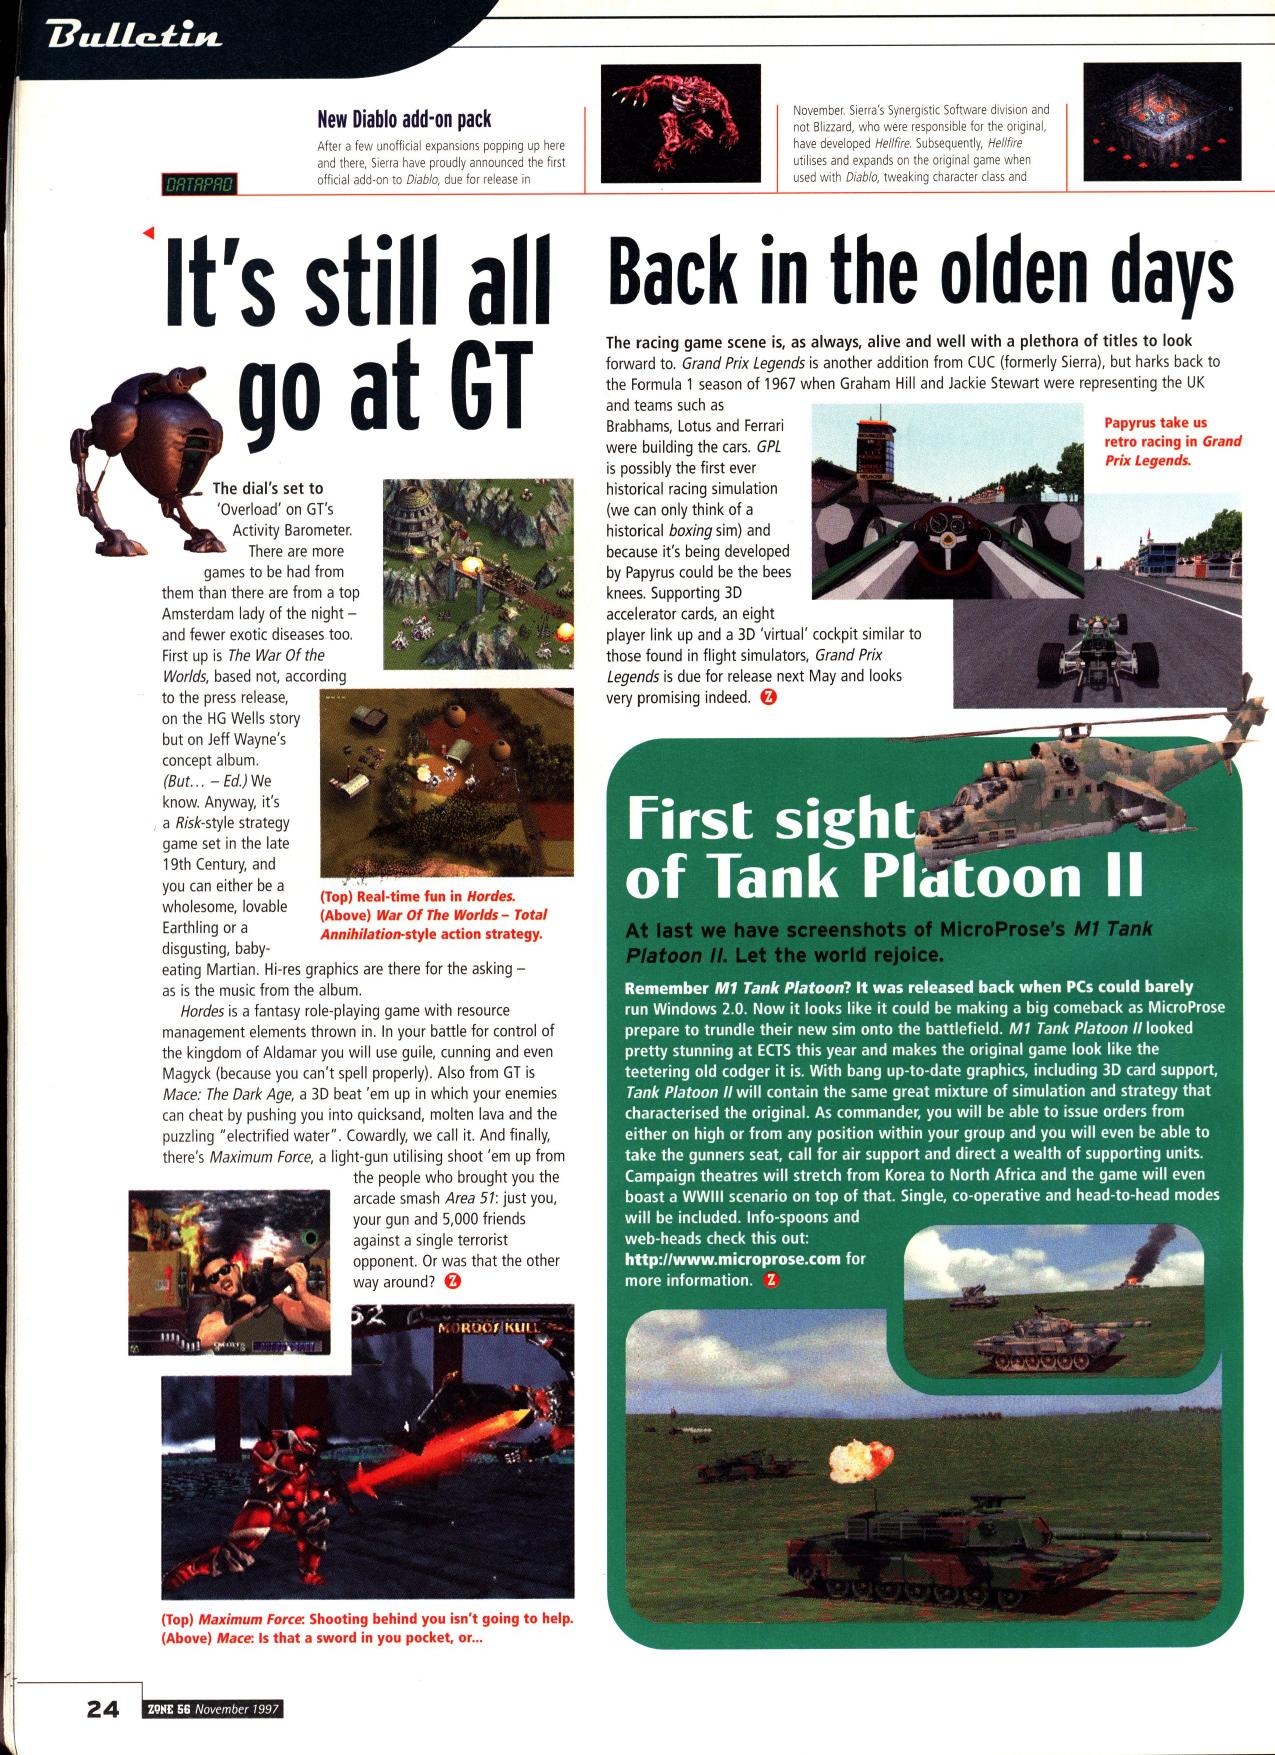 Bulletin
DATAPAD
New Diablo add-on pack
After a few unofficial expansions popping up here
and there, Sierra have proudly announced the first
official add-on to Diablo, due for release in
November. Sierra's Synergistic Software division and
not Blizzard, who were responsible for the original,
have developed Hellfire. Subsequently, Hellfire
utilises and expands on the original game when
used with Diablo, tweaking character class and
It's still all
go at GT
The dial's set to
'Overload' on GT's
Activity Barometer.
There are more
games to be had from
them than there are from a top
Amsterdam lady of the night –
and fewer exotic diseases too.
First up is The War Of the
Worlds, based not, according
to the press release,
on the HG Wells story
but on Jeff Wayne's
concept album.
(But... – Ed.) We
know. Anyway, it's
a Risk-style strategy
game set in the late
19th Century, and
you can either be a
wholesome, lovable
Earthling or a
disgusting, baby-
eating Martian. Hi-res graphics are there for the asking –
as is the music from the album.
Hordes is a fantasy role-playing game with resource
management elements thrown in. In your battle for control of
the kingdom of Aldamar you will use guile, cunning and even
Magyck (because you can't spell properly). Also from GT is
Mace: The Dark Age, a 3D beat 'em up in which your enemies
can cheat by pushing you into quicksand, molten lava and the
puzzling "electrified water". Cowardly, we call it. And finally,
there's Maximum Force, a light-gun utilising shoot 'em up from
the people who brought you the
arcade smash Area 51: just you,
your gun and 5,000 friends
against a single terrorist
opponent. Or was that the other
way around? Z
(Top) Real-time fun in Hordes.
(Above) War Of The Worlds – Total
Annihilation-style action strategy.
MORDOS KULL
(Top) Maximum Force: Shooting behind you isn't going to help.
(Above) Mace: Is that a sword in you pocket, or...
Back in the olden days
The racing game scene is, as always, alive and well with a plethora of titles to look
forward to. Grand Prix Legends is another addition from CUC (formerly Sierra), but harks back to
the Formula 1 season of 1967 when Graham Hill and Jackie Stewart were representing the UK
and teams such as
Brabhams, Lotus and Ferrari
were building the cars. GPL
is possibly the first ever
historical racing simulation
(we can only think of a
historical boxing sim) and
because it's being developed
by Papyrus could be the bees
knees. Supporting 3D
accelerator cards, an eight
player link up and a 3D 'virtual' cockpit similar to
those found in flight simulators, Grand Prix
Legends is due for release next May and looks
very promising indeed. Z
Papyrus take us
retro racing in Grand
Prix Legends.
First sight
of Tank Platoon II
At last we have screenshots of MicroProse's M1 Tank
Platoon II. Let the world rejoice.
Remember M1 Tank Platoon? It was released back when PCs could barely
run Windows 2.0. Now it looks like it could be making a big comeback as MicroProse
prepare to trundle their new sim onto the battlefield. M1 Tank Platoon II looked
pretty stunning at ECTS this year and makes the original game look like the
teetering old codger it is. With bang up-to-date graphics, including 3D card support,
Tank Platoon II will contain the same great mixture of simulation and strategy that
characterised the original. As commander, you will be able to issue orders from
either on high or from any position within your group and you will even be able to
take the gunners seat, call for air support and direct a wealth of supporting units.
Campaign theatres will stretch from Korea to North Africa and the game will even
boast a WWIII scenario on top of that. Single, co-operative and head-to-head modes
will be included. Info-spoons and
web-heads check this out:
http://www.microprose.com for
more information. Z
24
ZONE 56 November 1997